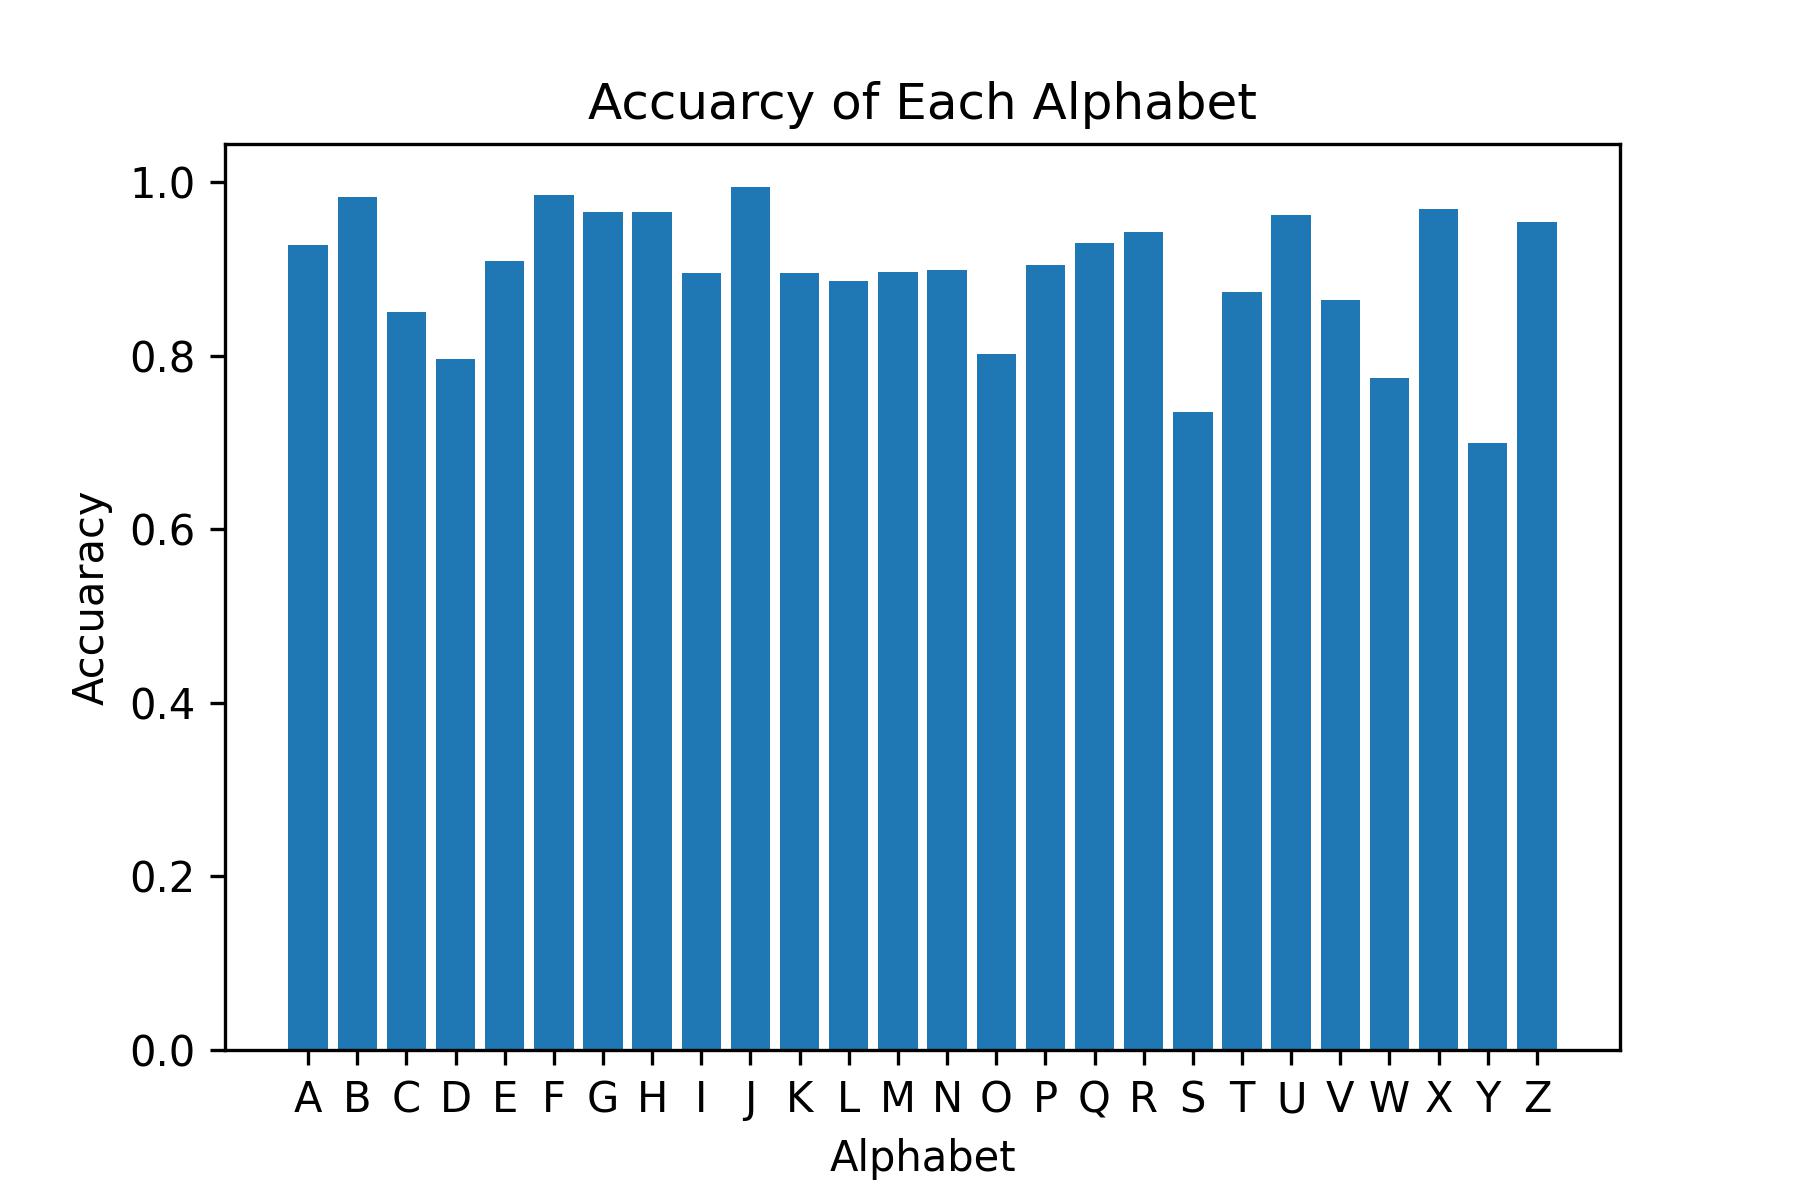 Accuarcy of Each Alphabet
1.0
0.8
0.6
0.4
0.2
0.0
Accuaracy
A B C D E F G H I J K L M N O P Q R S T U V W X Y Z
Alphabet